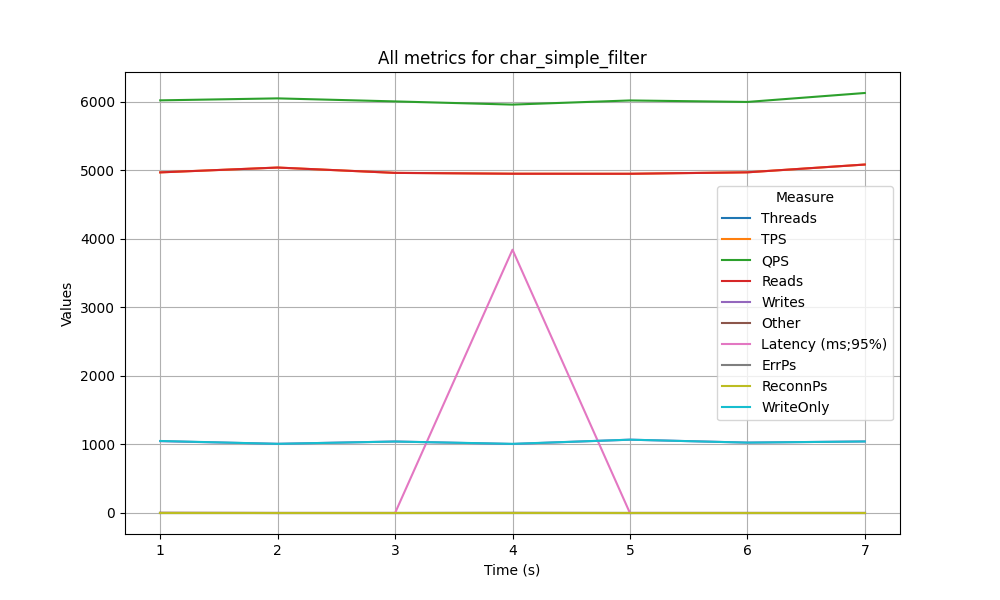 All metrics for char_simple_filter
6000
5000
4000
3000
2000
1000
0
Values
Measure
Threads
TPS
QPS
Reads
Writes
Other
Latency (ms;95%)
ErrPs
ReconnPs
WriteOnly
1 2 3 4 5 6 7
Time (s)